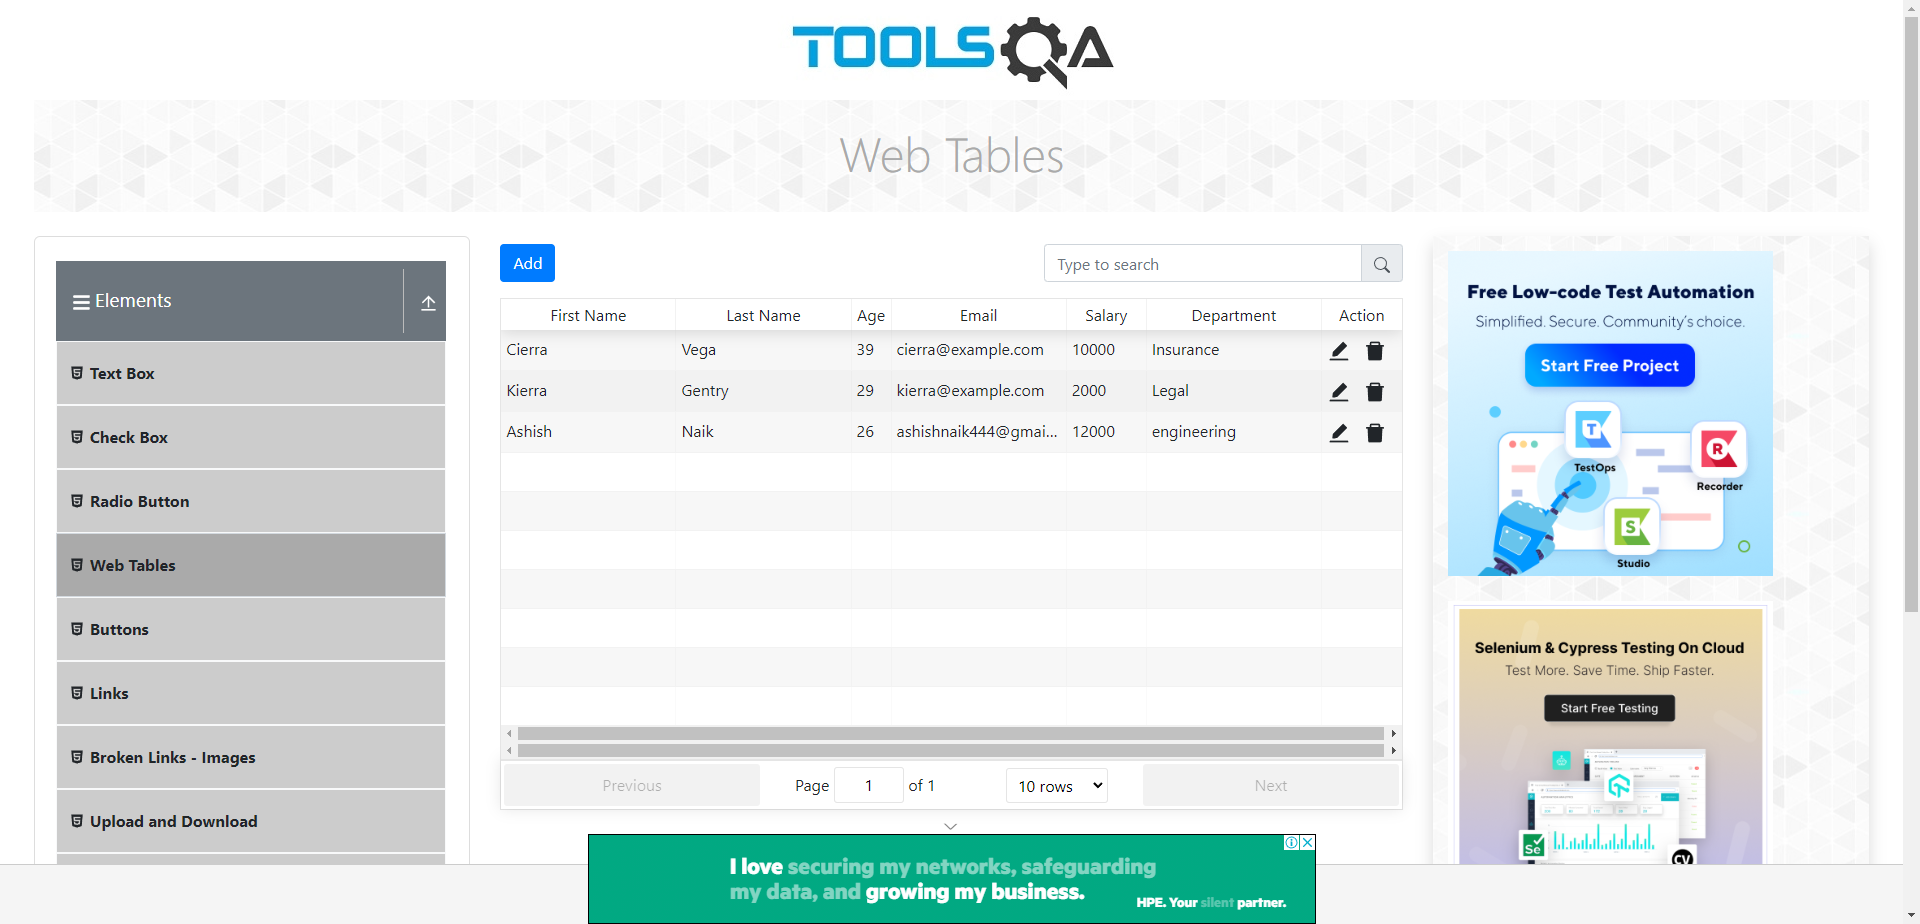 TOOLSQA
Web Tables
Elements
Text Box
Check Box
Radio Button
Web Tables
Buttons
Links
Broken Links - Images
Upload and Download
Add
Type to search
First Name Last Name Age Email Salary Department Action
Cierra Vega 39 cierra@example.com 10000 Insurance
Kierra Gentry 29 kierra@example.com 2000 Legal
Ashish Naik 26 ashishnaik444@gmai... 12000 engineering
Previous Page 1 of 1 10 rows Next
Free Low-code Test Automation
Simplified. Secure. Community's choice.
Start Free Project
T
TestOps
R
Recorder
S
Studio
Selenium & Cypress Testing On Cloud
Test More. Save Time. Ship Faster.
Start Free Testing
Se
CV
I love securing my networks, safeguarding
my data, and growing my business.
HPE. Your silent partner.